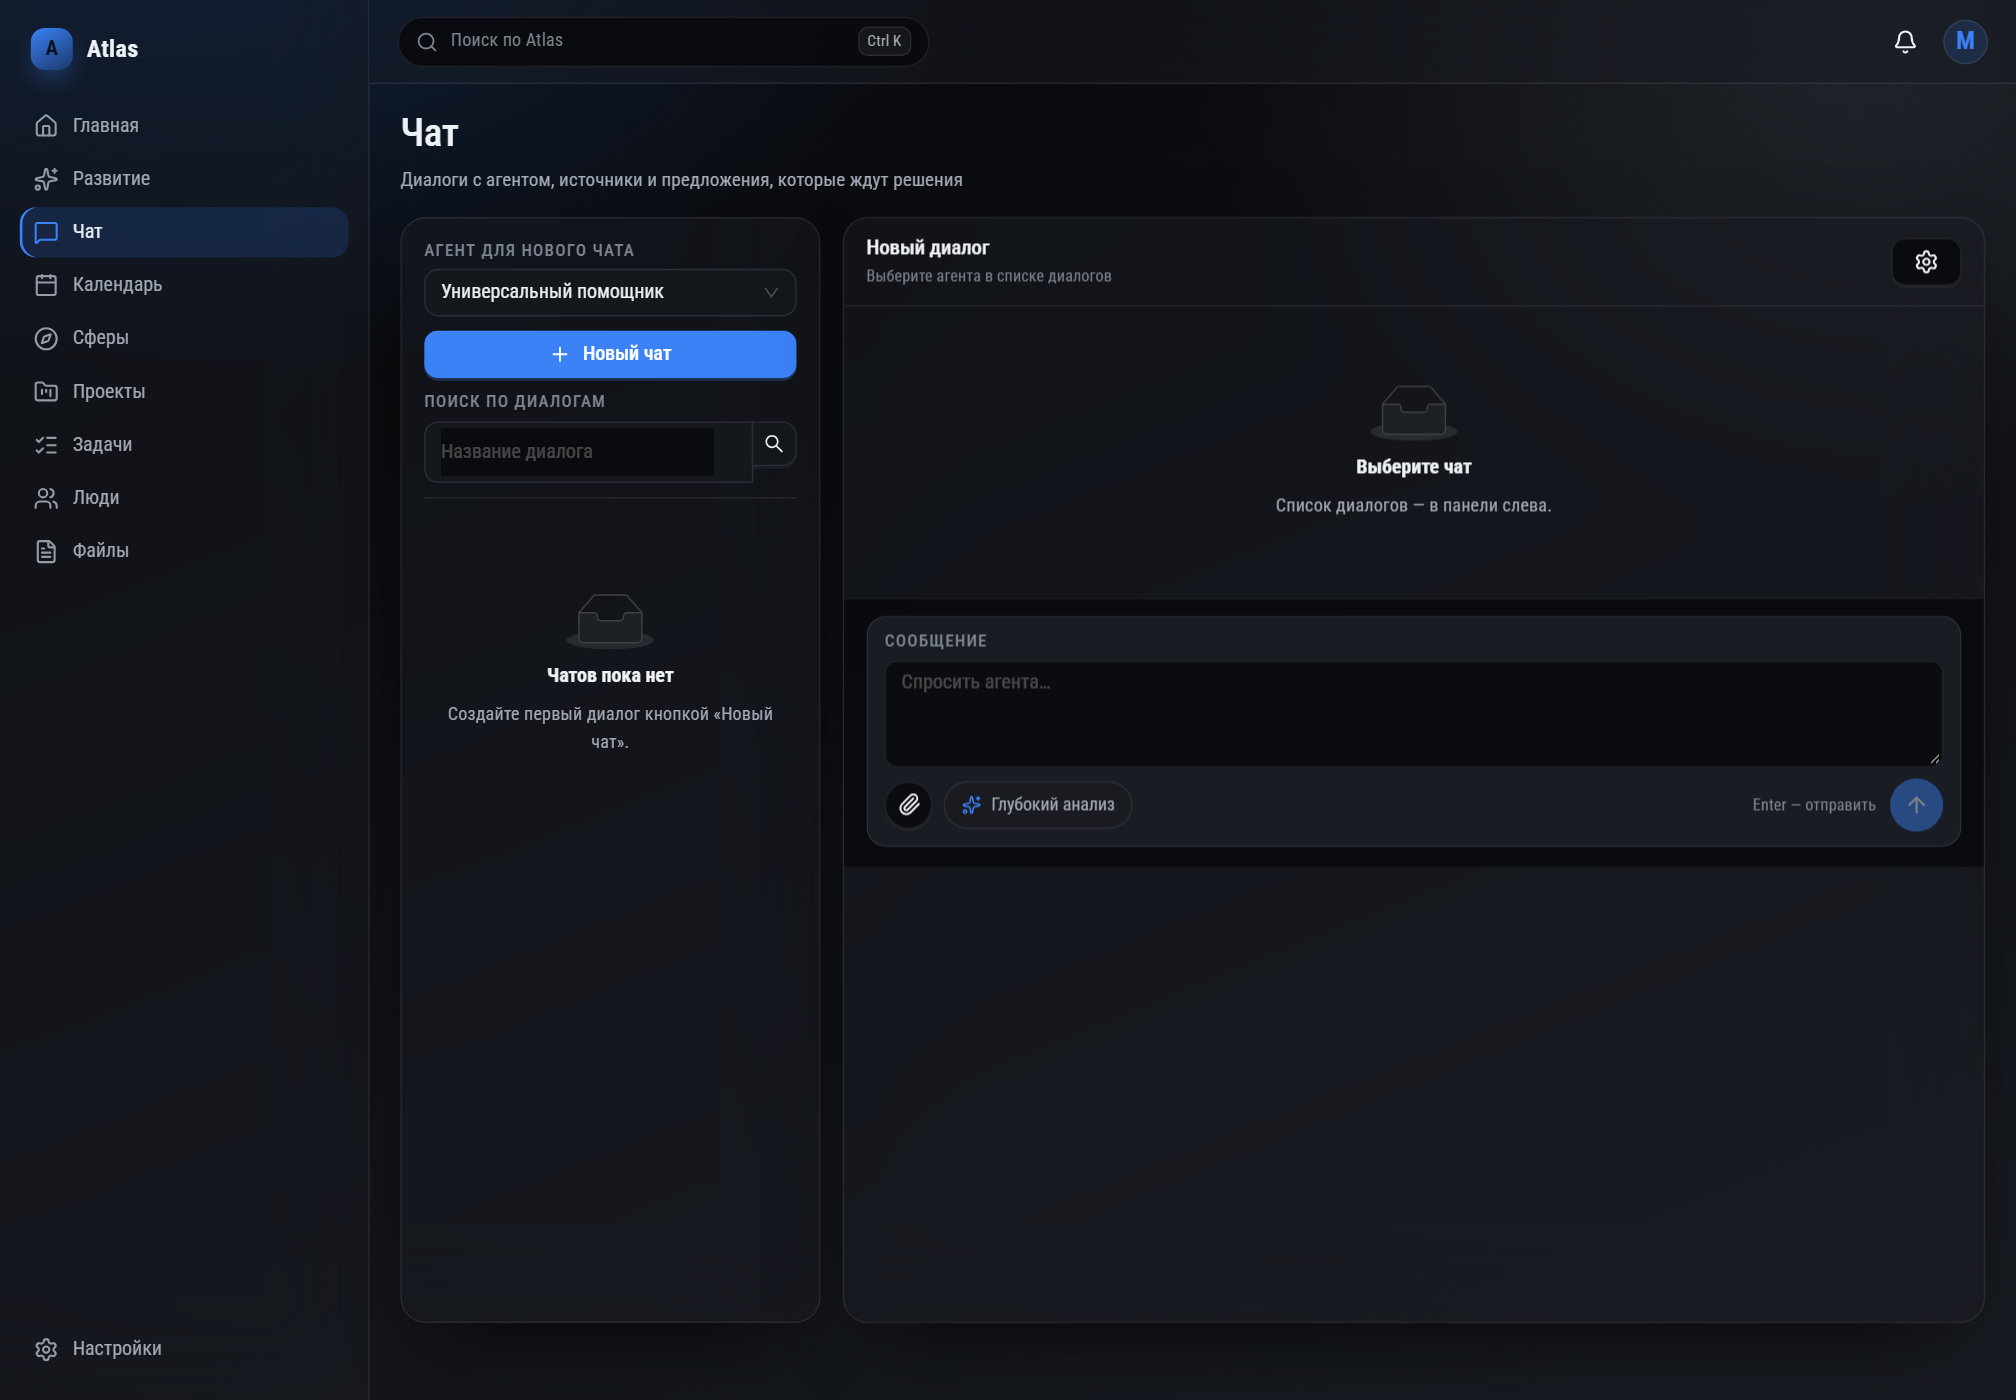 A
Atlas
Поиск по Atlas
Ctrl K
M
Главная
Развитие
Чат
Календарь
Сферы
Проекты
Задачи
Люди
Файлы
Настройки
Чат
Диалоги с агентом, источники и предложения, которые ждут решения
АГЕНТ ДЛЯ НОВОГО ЧАТА
Универсальный помощник
Новый чат
ПОИСК ПО ДИАЛОГАМ
Название диалога
Чатов пока нет
Создайте первый диалог кнопкой «Новый
чат».
Новый диалог
Выберите агента в списке диалогов
Выберите чат
Список диалогов — в панели слева.
СООБЩЕНИЕ
Спросить агента…
Глубокий анализ
Enter — отправить